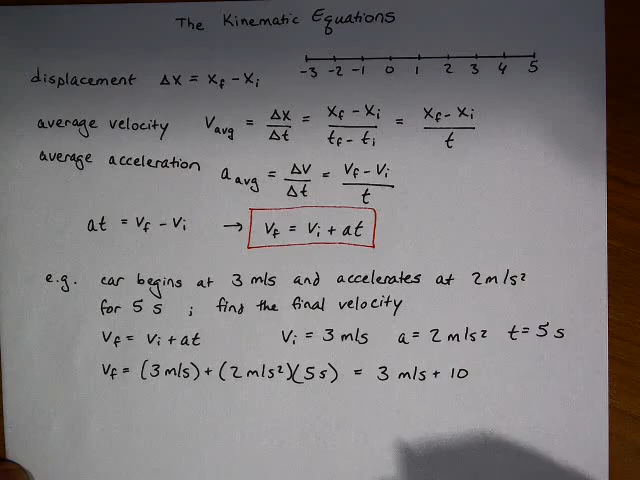 The Kinematic Equations
-3 -2 -1 0 1 2 3 4 5
displacement Δx = xf - xi
average velocity Vavg = Δx/Δt = (xf - xi)/(tf - ti) = (xf - xi)/t
average acceleration aavg = Δv/Δt = (Vf - Vi)/t
at = Vf - Vi → Vf = Vi + at
e.g. car begins at 3 m/s and accelerates at 2 m/s²
for 5 s ; find the final velocity
Vf = Vi + at Vi = 3 m/s a = 2 m/s² t = 5 s
Vf = (3 m/s) + (2 m/s²)(5 s) = 3 m/s + 10